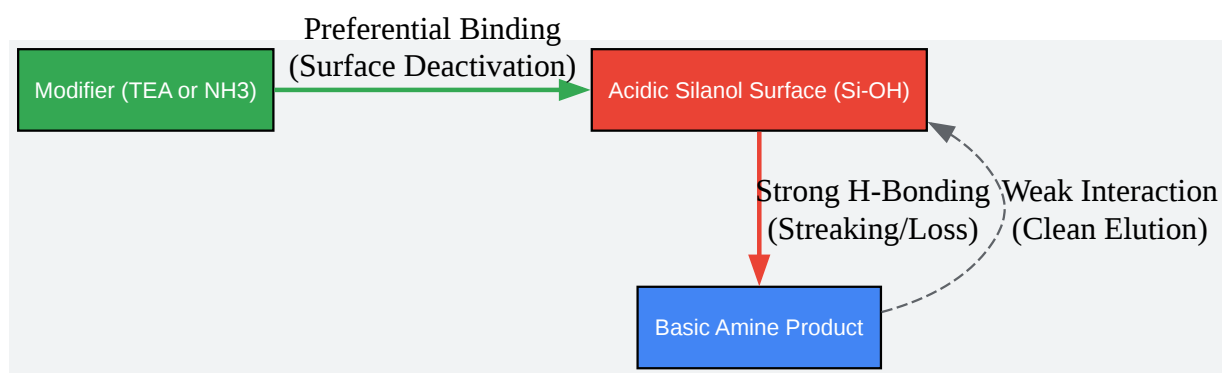 Preferential Binding
(Surface Deactivation)
Modifier (TEA or NH3)
Acidic Silanol Surface (Si-OH)
Strong H-Bonding
(Streaking/Loss)
Weak Interaction
(Clean Elution)
Basic Amine Product